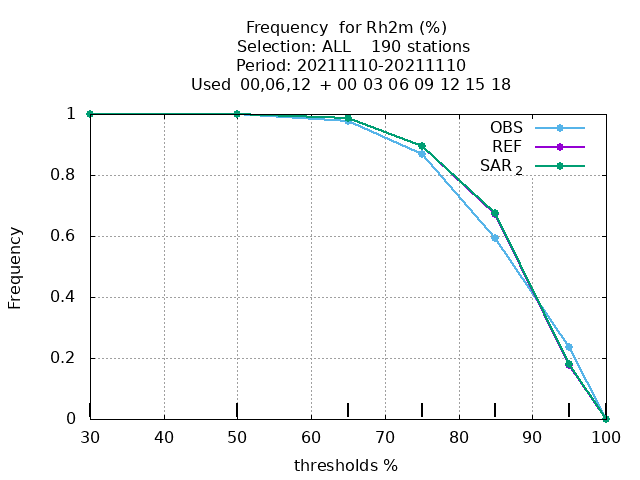 Frequency  for Rh2m (%)
Selection: ALL    190 stations
Period: 20211110-20211110
Used  00,06,12  + 00 03 06 09 12 15 18
OBS
REF
SAR 2
1
0.8
0.6
0.4
0.2
0
Frequency
30 40 50 60 70 80 90 100
thresholds %